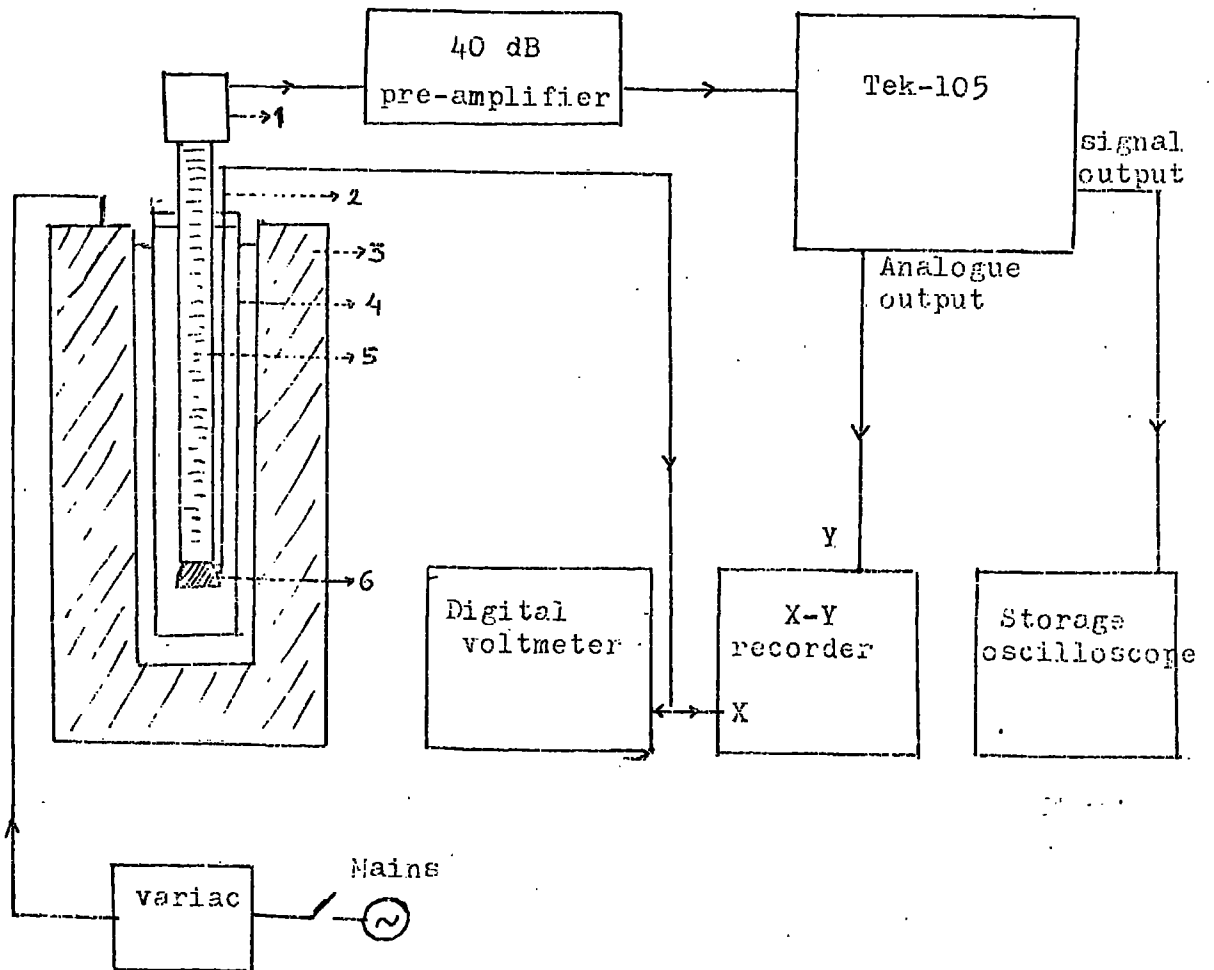 40 dB
pre-amplifier
Tek-105
signal
output
Analogue
output
1
2
3
4
5
6
Y
Digital
voltmeter
X-Y
recorder
X
Storage
oscilloscope
Mains
variac
~